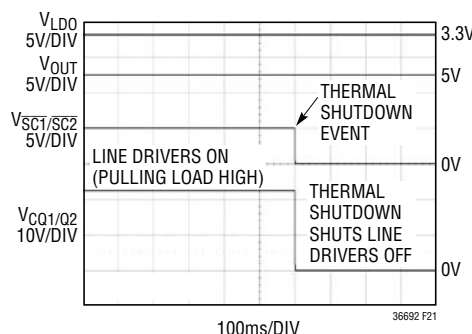 VLDO
5V/DIV
3.3V
VOUT
5V/DIV
5V
THERMAL
SHUTDOWN
EVENT
VSC1/SC2
5V/DIV
0V
LINE DRIVERS ON
(PULLING LOAD HIGH)
THERMAL
SHUTDOWN
SHUTS LINE
DRIVERS OFF
VCQ1/Q2
10V/DIV
0V
36692 F21
100ms/DIV